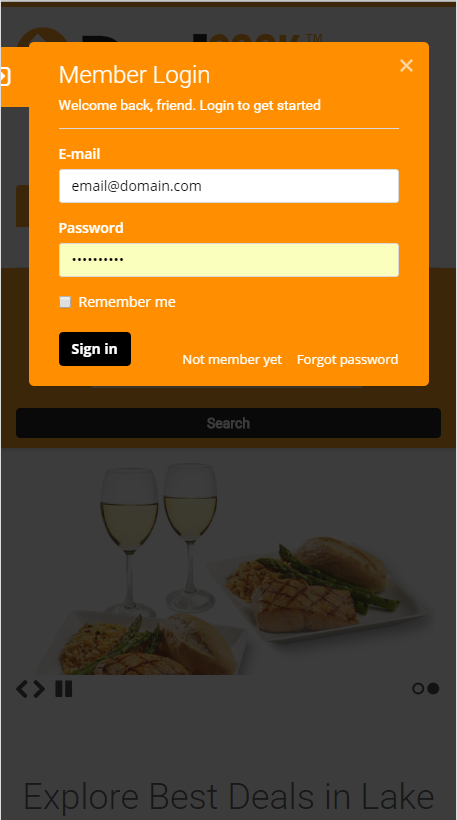 Member Login
×
Welcome back, friend. Login to get started
E-mail
email@domain.com
Password
••••••••••
Remember me
Sign in
Not member yet
Forgot password
Search
Explore Best Deals in Lake